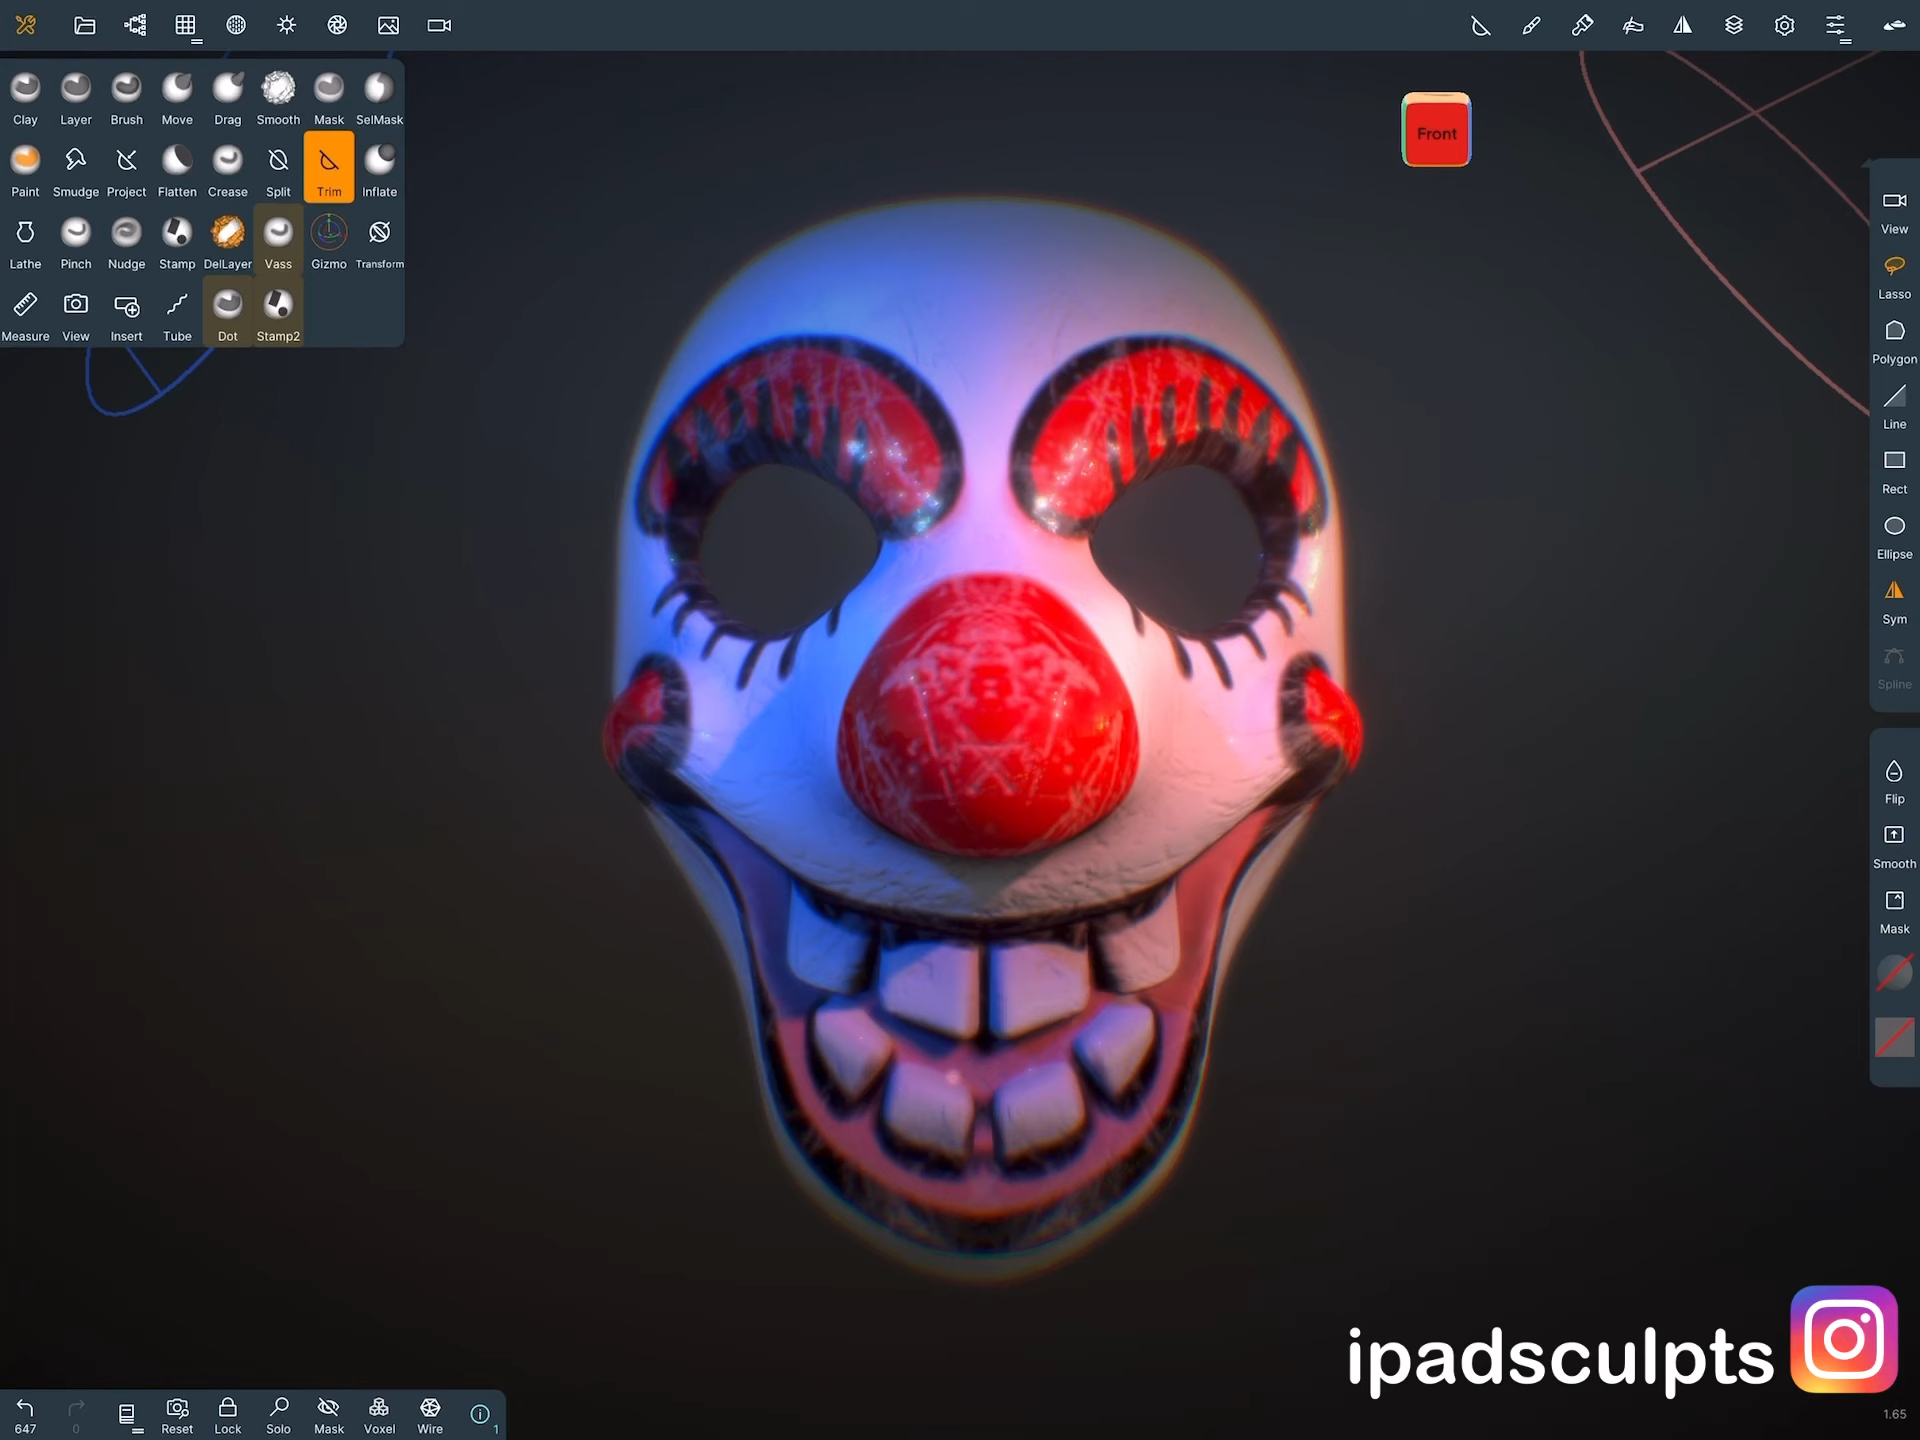 Front
Clay Layer Brush Move Drag Smooth Mask SelMask
Paint Smudge Project Flatten Crease Split Trim Inflate
Lathe Pinch Nudge Stamp DelLayer Vass Gizmo Transform
Measure View Insert Tube Dot Stamp2
View
Lasso
Polygon
Line
Rect
Ellipse
Sym
Spline
Flip
Smooth
Mask
ipadsculpts
647 0 Reset Lock Solo Mask Voxel Wire 1
1.65